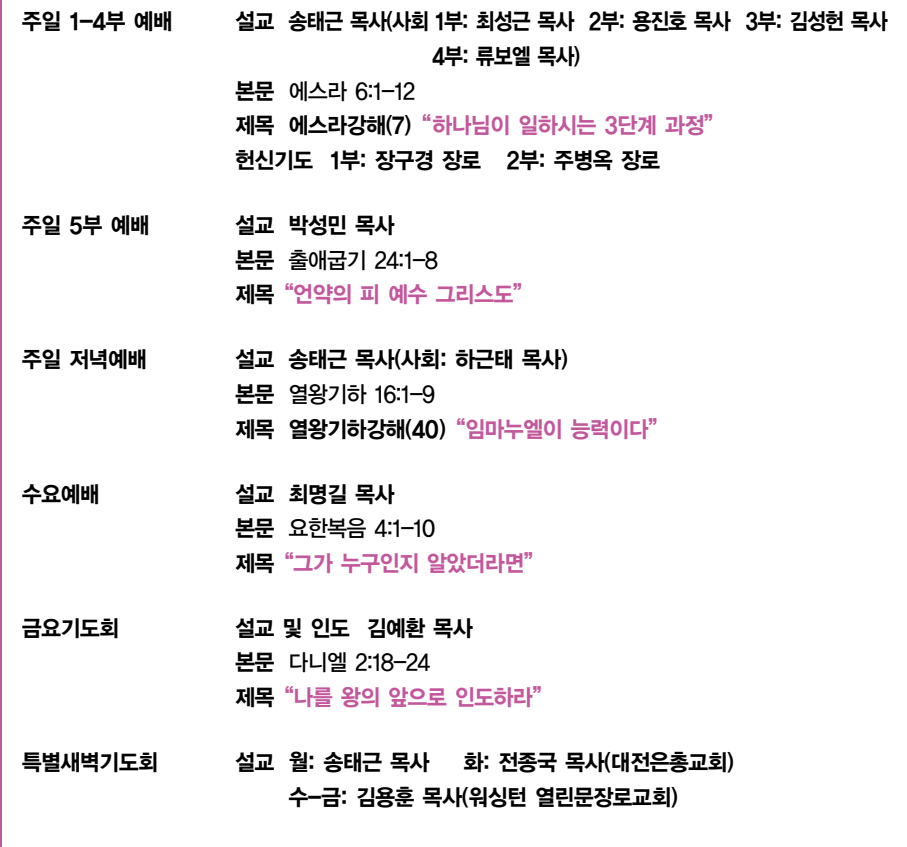 주일 1-4부 예배 설교 송태근 목사(사회 1부: 최성근 목사 2부: 용진호 목사 3부: 김성헌 목사
4부: 류보엘 목사)
본문 에스라 6:1-12
제목 에스라강해(7) “하나님이 일하시는 3단계 과정”
헌신기도 1부: 장구경 장로 2부: 주병옥 장로
주일 5부 예배 설교 박성민 목사
본문 출애굽기 24:1-8
제목 “언약의 피 예수 그리스도”
주일 저녁예배 설교 송태근 목사(사회: 하근태 목사)
본문 열왕기하 16:1-9
제목 열왕기하강해(40) “임마누엘이 능력이다”
수요예배 설교 최명길 목사
본문 요한복음 4:1-10
제목 “그가 누구인지 알았더라면”
금요기도회 설교 및 인도 김예환 목사
본문 다니엘 2:18-24
제목 “나를 왕의 앞으로 인도하라”
특별새벽기도회 설교 월: 송태근 목사 화: 전종국 목사(대전은총교회)
수-금: 김용훈 목사(워싱턴 열린문장로교회)